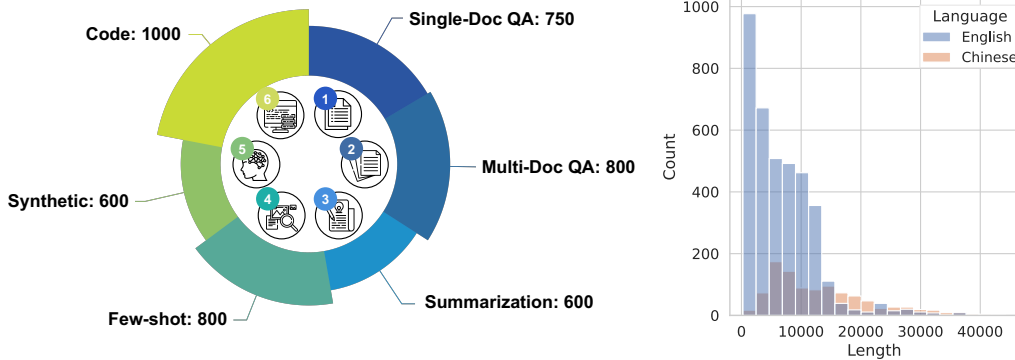 Code: 1000
Single-Doc QA: 750
Multi-Doc QA: 800
Summarization: 600
Few-shot: 800
Synthetic: 600
1
2
3
4
5
6
Language
English
Chinese
Count
1000
800
600
400
200
0
0
10000
20000
30000
40000
Length